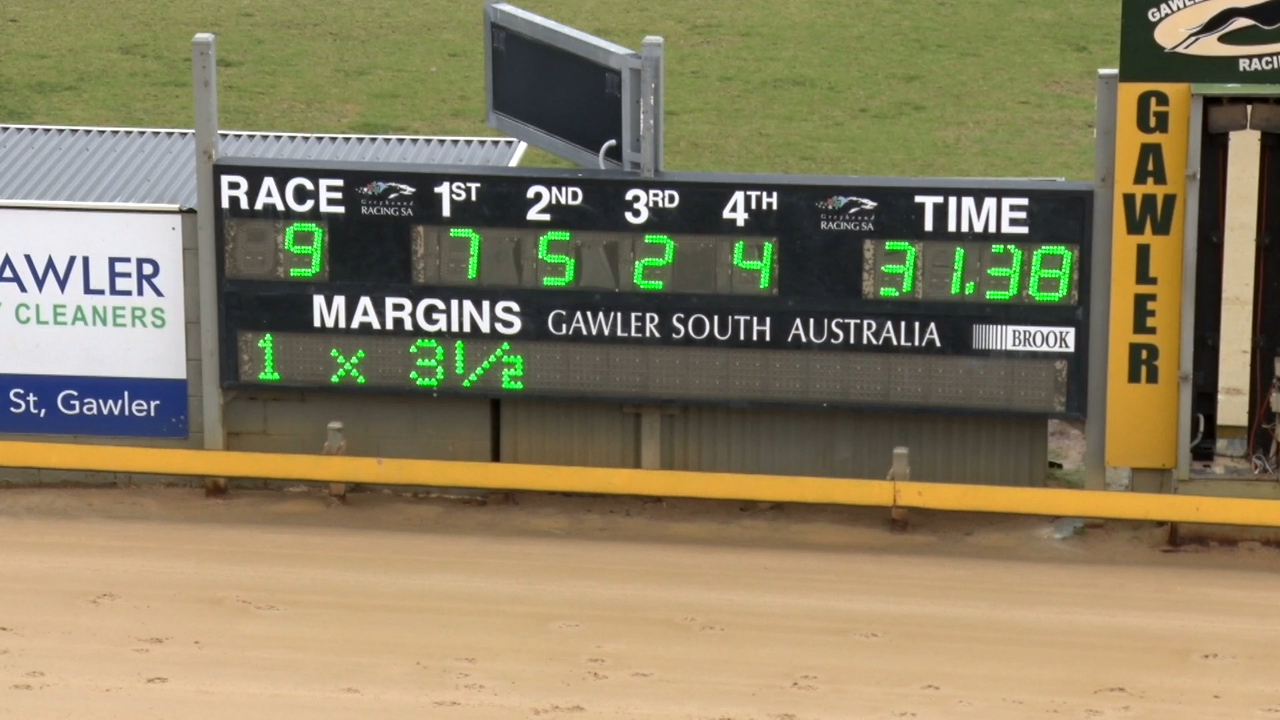 GAWLER
RACING
RACE
Greyhound
RACING SA
1ST
2ND
3RD
4TH
Greyhound
RACING SA
TIME
9
7
5
2
4
31.38
MARGINS
GAWLER SOUTH AUSTRALIA
BROOK
1 x 3½
AWLER
Y CLEANERS
St, Gawler
GAWLER